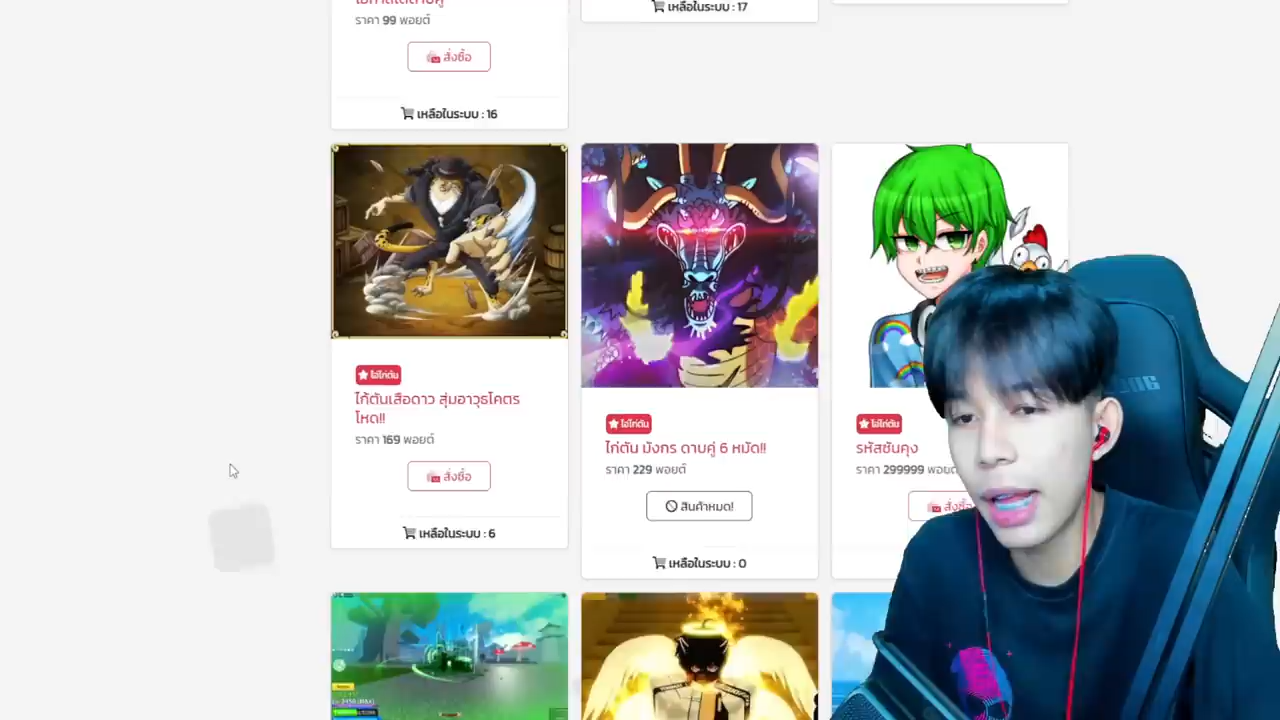 ราคา 99 พอยต์
สั่งซื้อ
เหลือในระบบ : 16
เหลือในระบบ : 17
ไอไก่ตัน
ไก้ตันเสือดาว สุ่มอาวุธโคตร
โหด!!
ราคา 169 พอยต์
สั่งซื้อ
เหลือในระบบ : 6
ไอไก่ตัน
ไก่ตัน มังกร ดาบคู่ 6 หมัด!!
ราคา 229 พอยต์
สินค้าหมด!
เหลือในระบบ : 0
ไอไก่ตัน
รหัสซันคุง
ราคา 299999